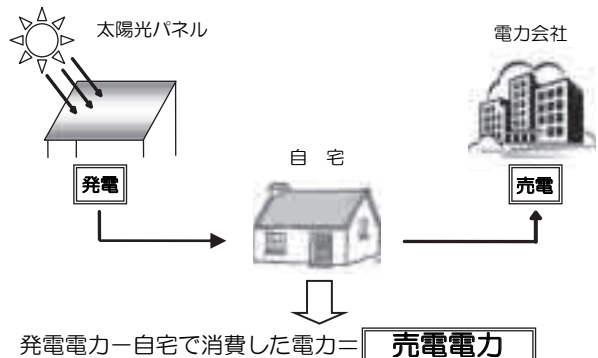 太陽光パネル
電力会社
発電
自 宅
売電
発電電力ー自宅で消費した電力=売電電力